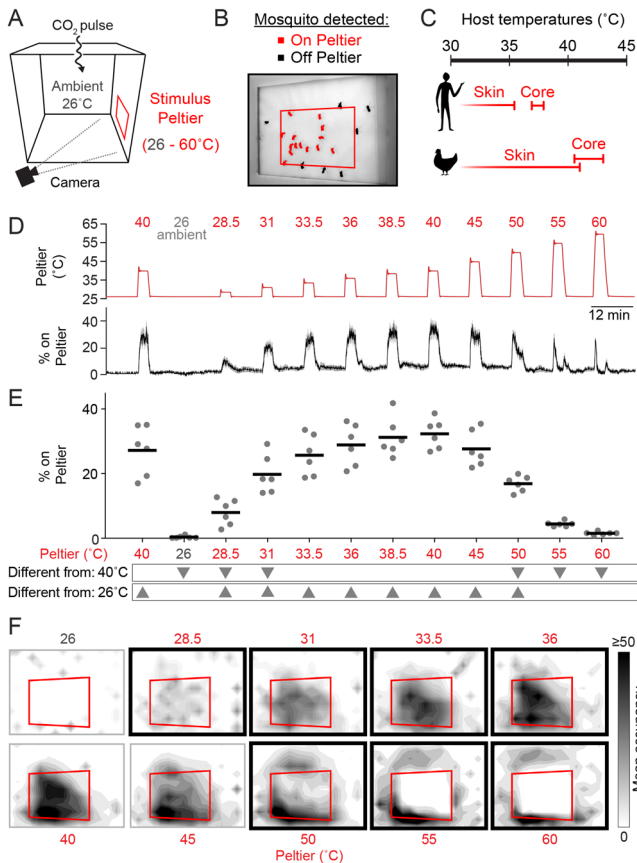 A
CO2 pulse
Ambient
26˚C
Stimulus
Peltier
(26 - 60˚C)
Camera
B
Mosquito detected:
On Peltier
Off Peltier
C
Host temperatures (˚C)
30 35 40 45
Skin
Core
Skin
Core
D
40 26 28.5 31 33.5 36 38.5 40 45 50 55 60
ambient
Peltier
(˚C)
65
45
35
25
12 min
% on
Peltier
40
20
0
E
% on
Peltier
40
20
0
Peltier (˚C)
40 26 28.5 31 33.5 36 38.5 40 45 50 55 60
Different from: 40˚C
Different from: 26˚C
F
26 28.5 31 33.5 36
40 45 50 55 60
Peltier (˚C)
≥50
0
Mean